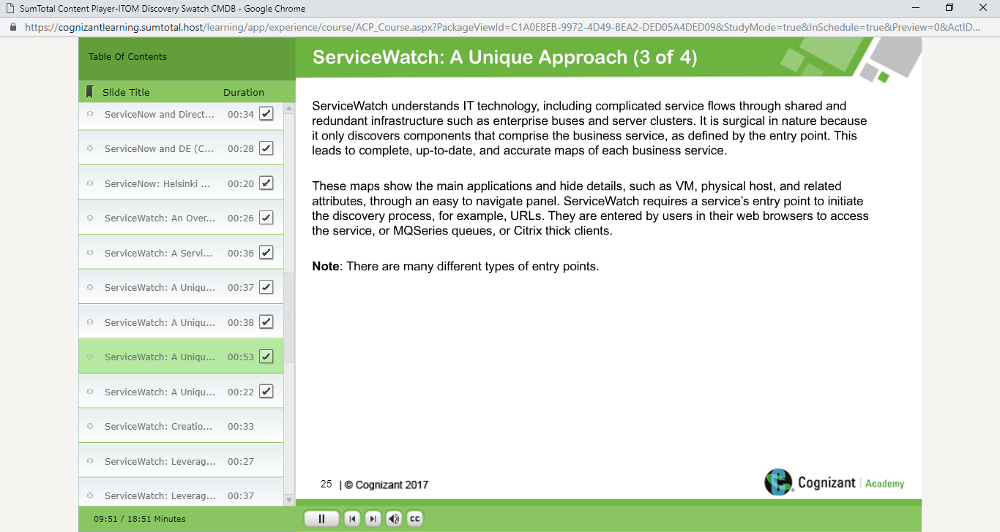 SumTotal Content Player-ITOM Discovery Swatch CMDB - Google Chrome
https://cognizantlearning.sumtotal.host/learning/app/experience/course/ACP_Course.aspx?PackageViewId=C1A0E8EB-9972-4D49-BEA2-DED05A4DED09&StudyMode=true&InSchedule=true&Preview=0&ActID...
Table Of Contents
Slide Title Duration
ServiceNow and Direct... 00:34
ServiceNow and DE (C... 00:28
ServiceNow: Helsinki ... 00:20
ServiceWatch: An Over... 00:26
ServiceWatch: A Servi... 00:36
ServiceWatch: A Uniqu... 00:37
ServiceWatch: A Uniqu... 00:38
ServiceWatch: A Uniqu... 00:53
ServiceWatch: A Uniqu... 00:22
ServiceWatch: Creatio... 00:33
ServiceWatch: Leverag... 00:27
ServiceWatch: Leverag... 00:37
09:51 / 18:51 Minutes
ServiceWatch: A Unique Approach (3 of 4)
ServiceWatch understands IT technology, including complicated service flows through shared and
redundant infrastructure such as enterprise buses and server clusters. It is surgical in nature because
it only discovers components that comprise the business service, as defined by the entry point. This
leads to complete, up-to-date, and accurate maps of each business service.
These maps show the main applications and hide details, such as VM, physical host, and related
attributes, through an easy to navigate panel. ServiceWatch requires a service's entry point to initiate
the discovery process, for example, URLs. They are entered by users in their web browsers to access
the service, or MQSeries queues, or Citrix thick clients.
Note: There are many different types of entry points.
25 | © Cognizant 2017
Cognizant | Academy
CC